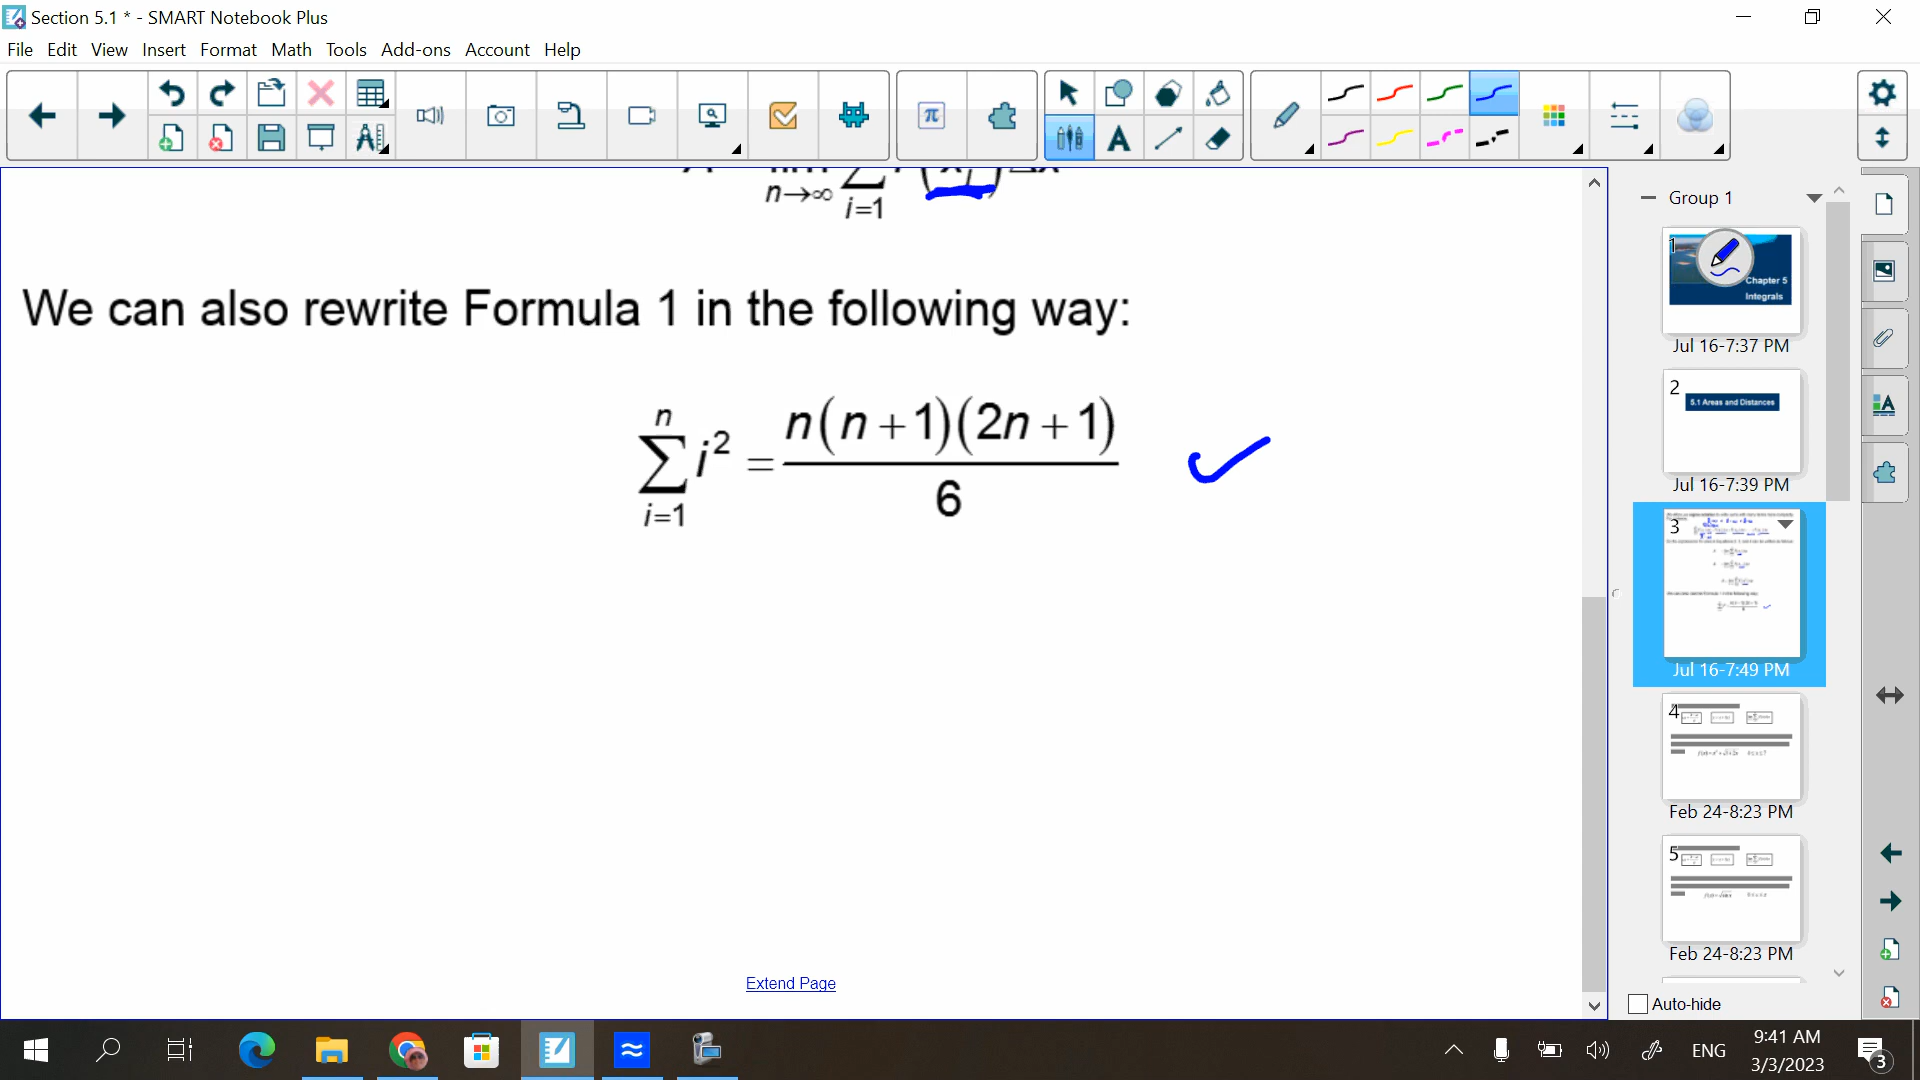 Section 5.1 * - SMART Notebook Plus
File Edit View Insert Format Math Tools Add-ons Account Help
n→∞
i=1
We can also rewrite Formula 1 in the following way:
n
∑ i² = n(n+1)(2n+1)
i=1
6
Extend Page
Group 1
1
Chapter 5
Integrals
Jul 16-7:37 PM
2
5.1 Areas and Distances
Jul 16-7:39 PM
3
Jul 16-7:49 PM
4
Feb 24-8:23 PM
5
Feb 24-8:23 PM
Auto-hide
ENG
9:41 AM
3/3/2023
3